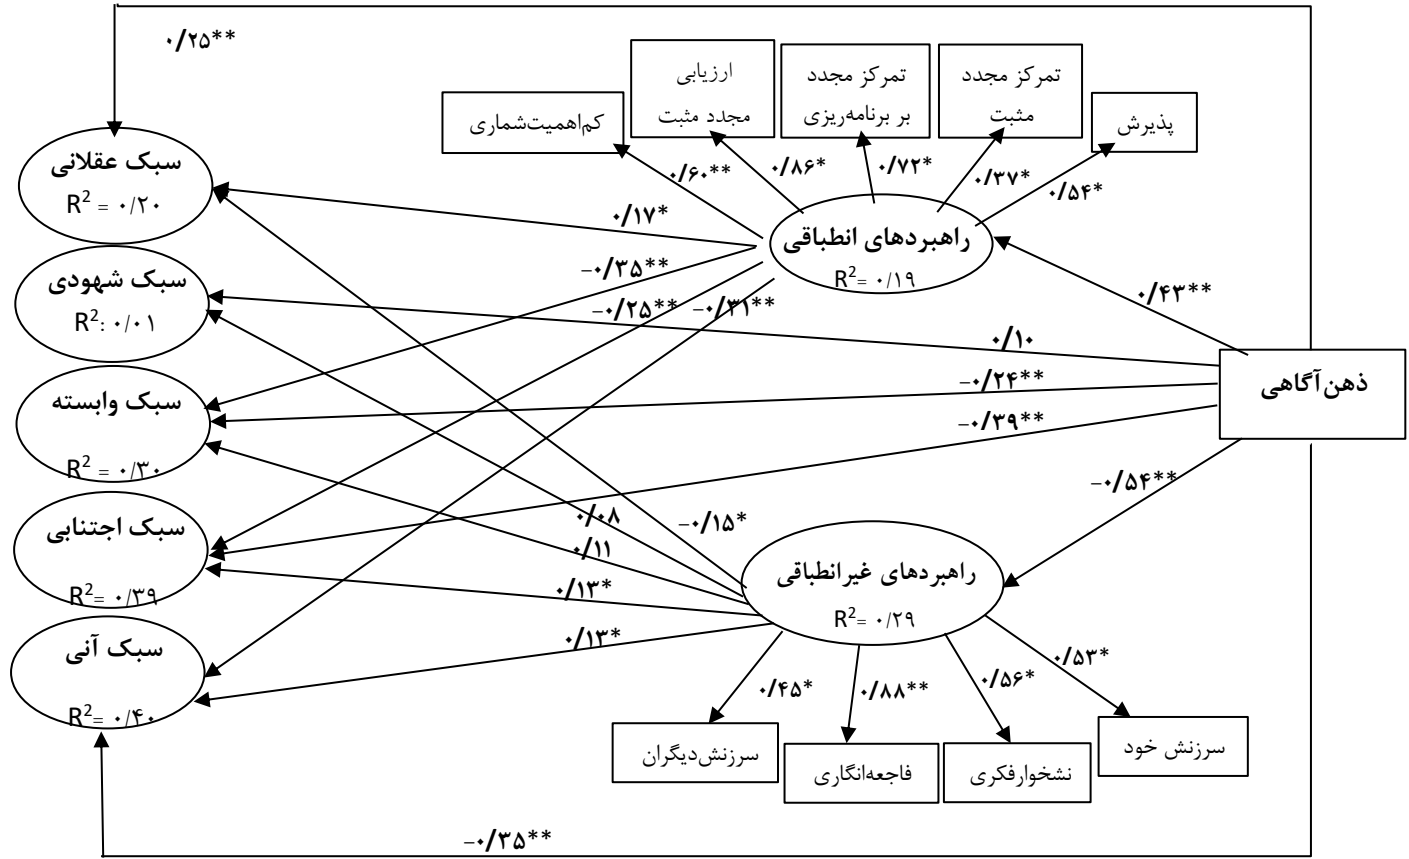 ۰/۲۵**
ارزیابی
مجدد مثبت
تمرکز مجدد
بر برنامه‌ریزی
تمرکز مجدد
مثبت
پذیرش
کم‌اهمیت‌شماری
۰/۶۰**
۰/۸۶*
۰/۷۲*
۰/۳۷*
۰/۵۴*
سبک عقلانی
R² = ۰/۲۰
۰/۱۷*
راهبردهای انطباقی
R²= ۰/۱۹
سبک شهودی
R²: ۰/۰۱
–۰/۳۵**
–۰/۲۵**
–۰/۳۱**
۰/۴۳**
۰/۱۰
ذهن‌آگاهی
سبک وابسته
R² = ۰/۳۰
–۰/۲۴**
–۰/۳۹**
–۰/۵۴**
سبک اجتنابی
R²= ۰/۳۹
۰/۰۸
–۰/۱۵*
۰/۱۱
۰/۱۳*
۰/۱۳*
راهبردهای غیرانطباقی
R²= ۰/۲۹
سبک آنی
R²= ۰/۴۰
۰/۴۵*
۰/۸۸**
۰/۵۶*
۰/۵۳*
سرزنش‌دیگران
فاجعه‌انگاری
نشخوارفکری
سرزنش خود
–۰/۳۵**